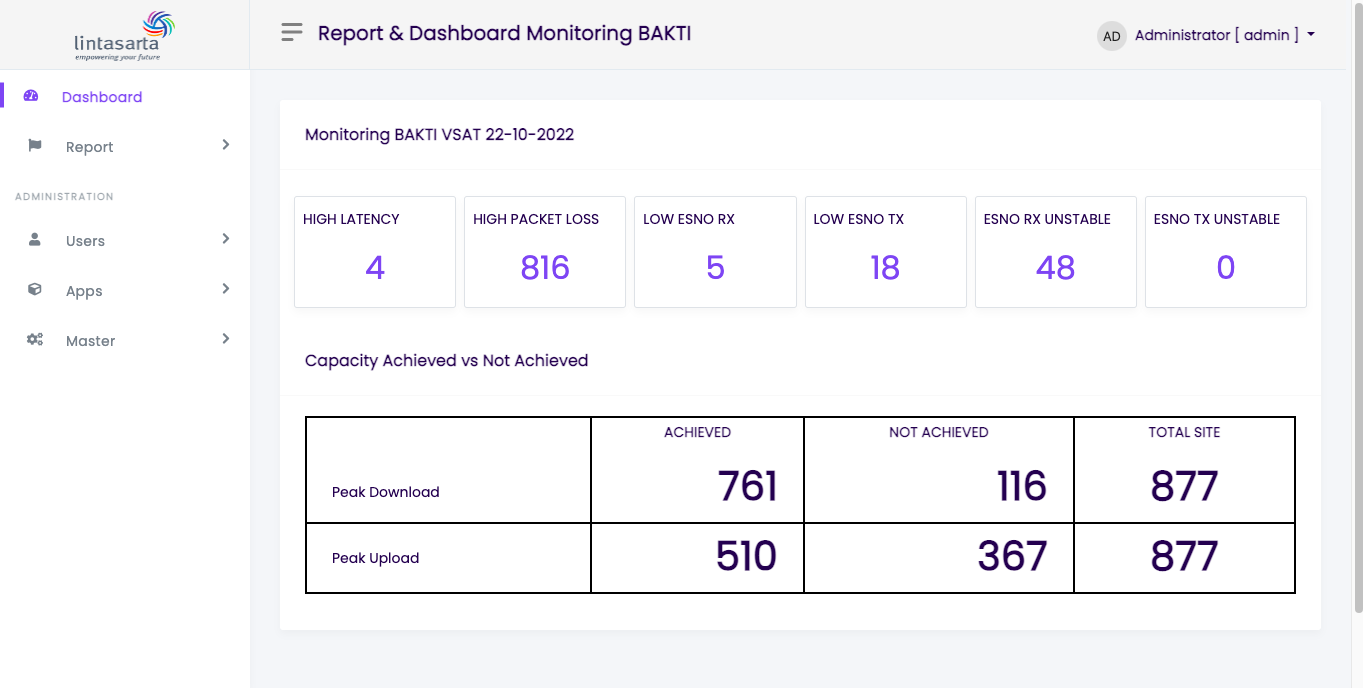 lintasarta
empowering your future
Report & Dashboard Monitoring BAKTI
AD
Administrator [ admin ]
Dashboard
Report
ADMINISTRATION
Users
Apps
Master
Monitoring BAKTI VSAT 22-10-2022
HIGH LATENCY
4
HIGH PACKET LOSS
816
LOW ESNO RX
5
LOW ESNO TX
18
ESNO RX UNSTABLE
48
ESNO TX UNSTABLE
0
Capacity Achieved vs Not Achieved
ACHIEVED NOT ACHIEVED TOTAL SITE
Peak Download 761 116 877
Peak Upload 510 367 877